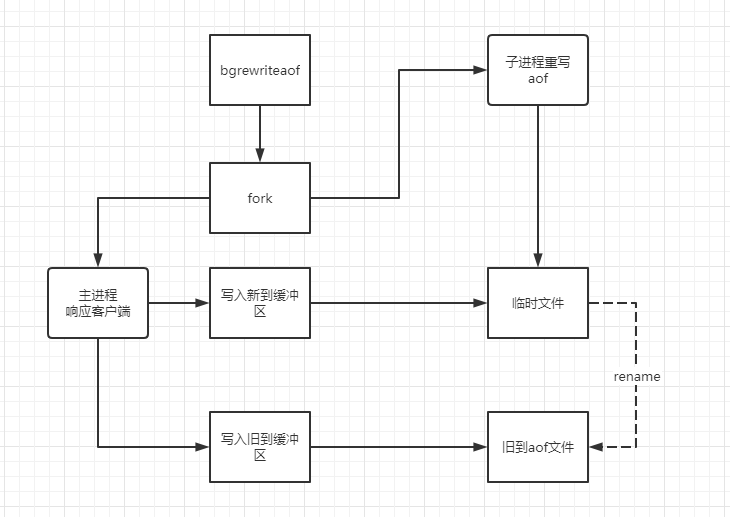 bgrewriteaof
子进程重写
aof
fork
主进程
响应客户端
写入新到缓冲
区
临时文件
rename
写入旧到缓冲
区
旧到aof文件